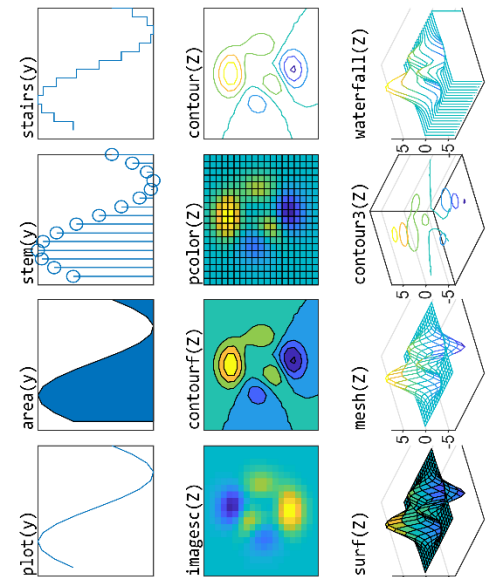 plot(y)
area(y)
stem(y)
stairs(y)
imagesc(Z)
contourf(Z)
pcolor(Z)
contour(Z)
surf(Z)
mesh(Z)
contour3(Z)
waterfall(Z)
5
0
-5
5
0
-5
5
0